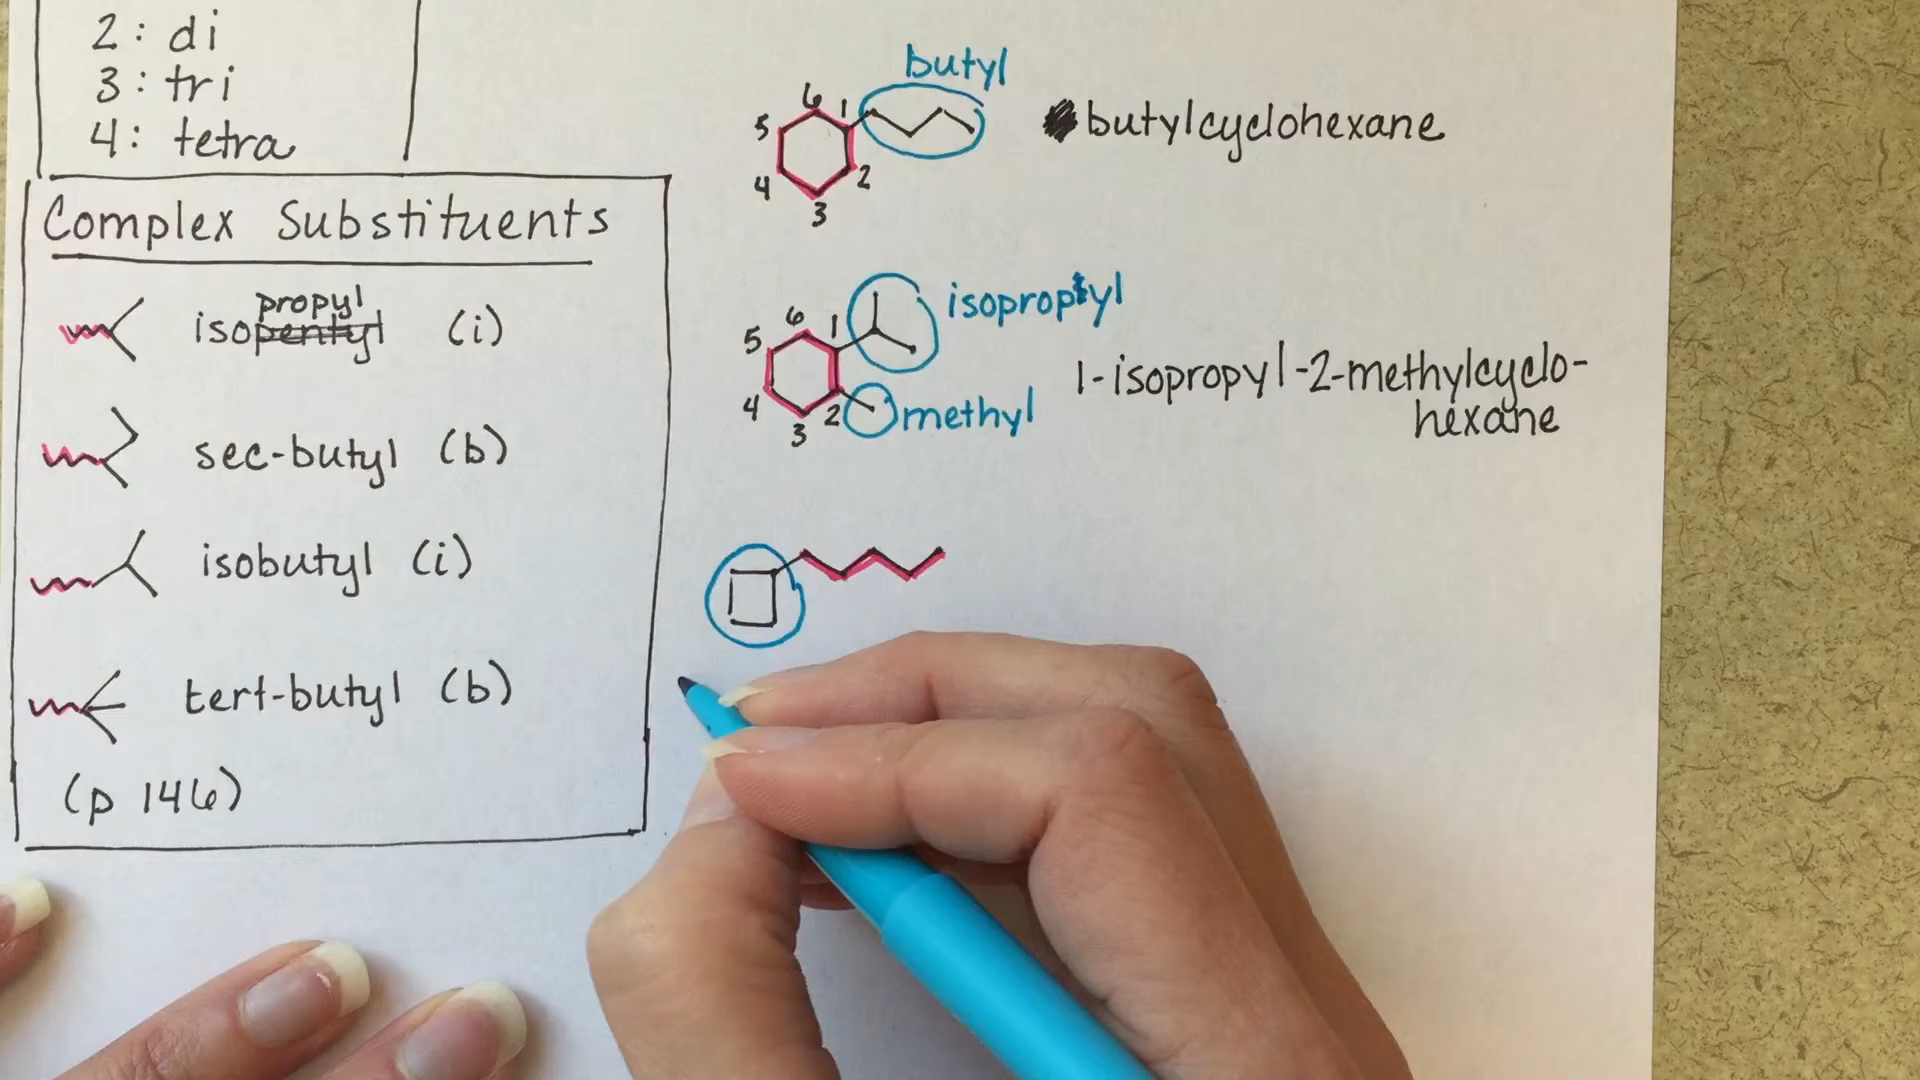 2: di
3: tri
4: tetra
Complex Substituents
propyl
isopentyl (i)
sec-butyl (b)
isobutyl (i)
tert-butyl (b)
(p 146)
butyl
6
1
5
4
2
3
butylcyclohexane
isopropyl
6
1
5
4
2
3
methyl
1-isopropyl-2-methylcyclo-
hexane